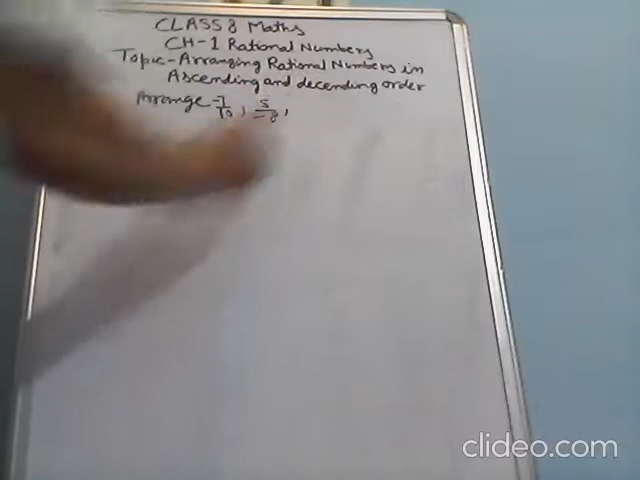 CLASS 8 Maths
CH-1 Rational Numbers
Topic-Arranging Rational Numbers in
Ascending and decending order
Arrange -7/10, 5/-8,
clideo.com